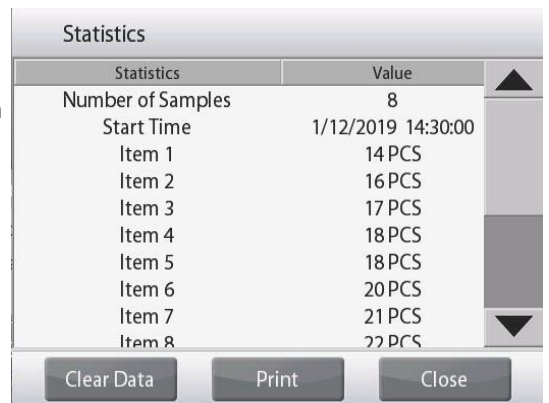 Statistics
Statistics Value
Number of Samples 8
Start Time 1/12/2019 14:30:00
Item 1 14 PCS
Item 2 16 PCS
Item 3 17 PCS
Item 4 18 PCS
Item 5 18 PCS
Item 6 20 PCS
Item 7 21 PCS
Item 8 22 PCS
Clear Data Print Close